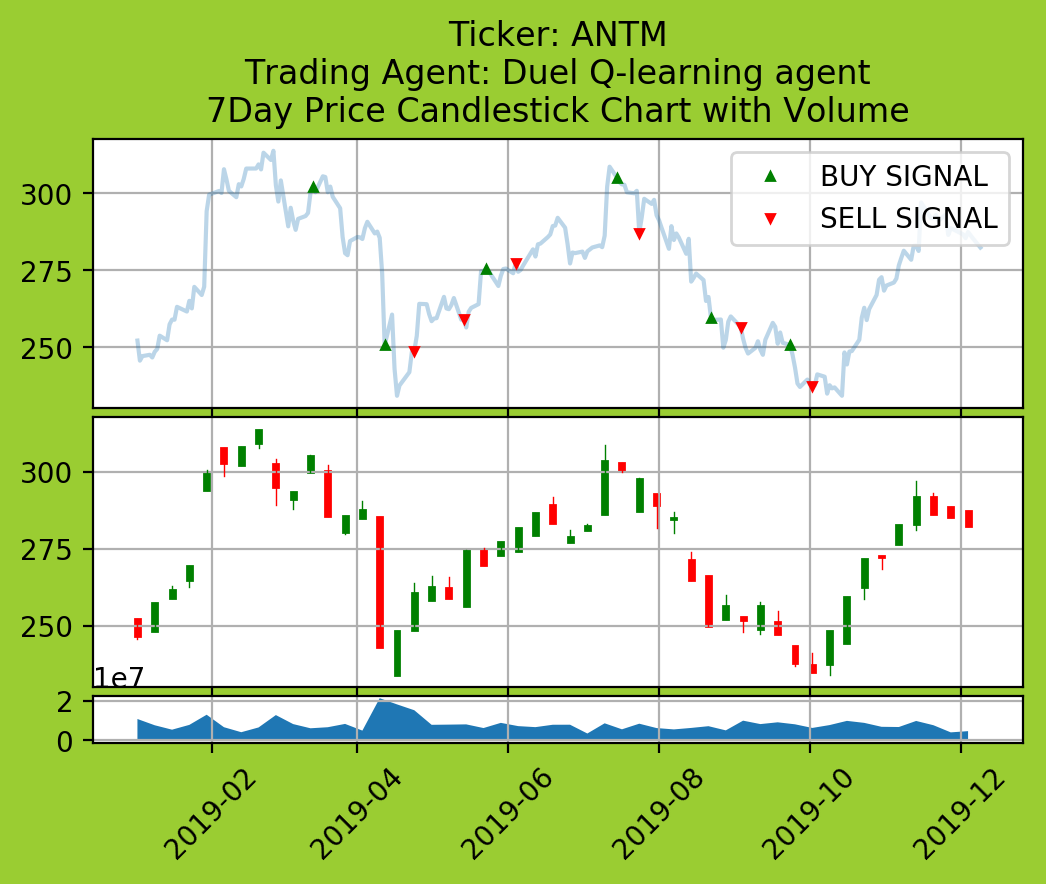 Ticker: ANTM
Trading Agent: Duel Q-learning agent
7Day Price Candlestick Chart with Volume
300
275
250
BUY SIGNAL
SELL SIGNAL
300
275
250
1e7
2
0
2019-02
2019-04
2019-06
2019-08
2019-10
2019-12